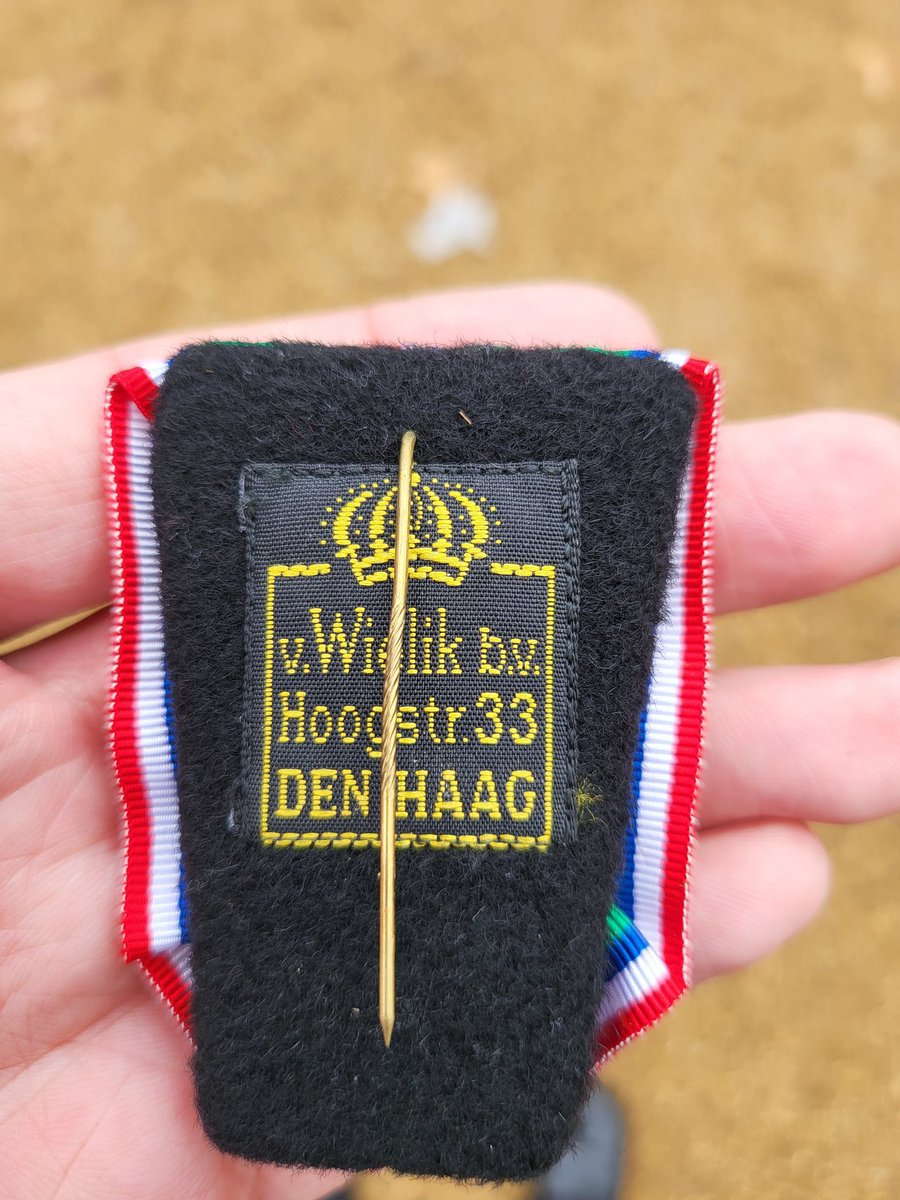 v.Wielik b.v.
Hoogstr.33
DEN HAAG